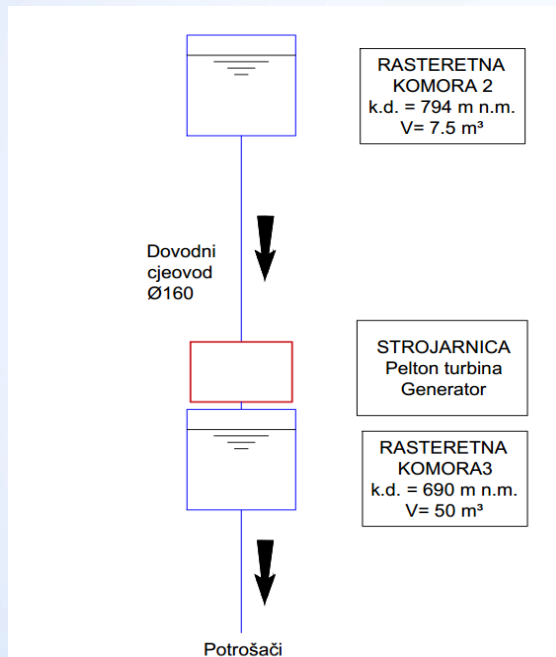 RASTERETNA
KOMORA 2
k.d. = 794 m n.m.
V= 7.5 m³
Dovodni
cjeovod
Ø160
STROJARNICA
Pelton turbina
Generator
RASTERETNA
KOMORA3
k.d. = 690 m n.m.
V= 50 m³
Potrošači